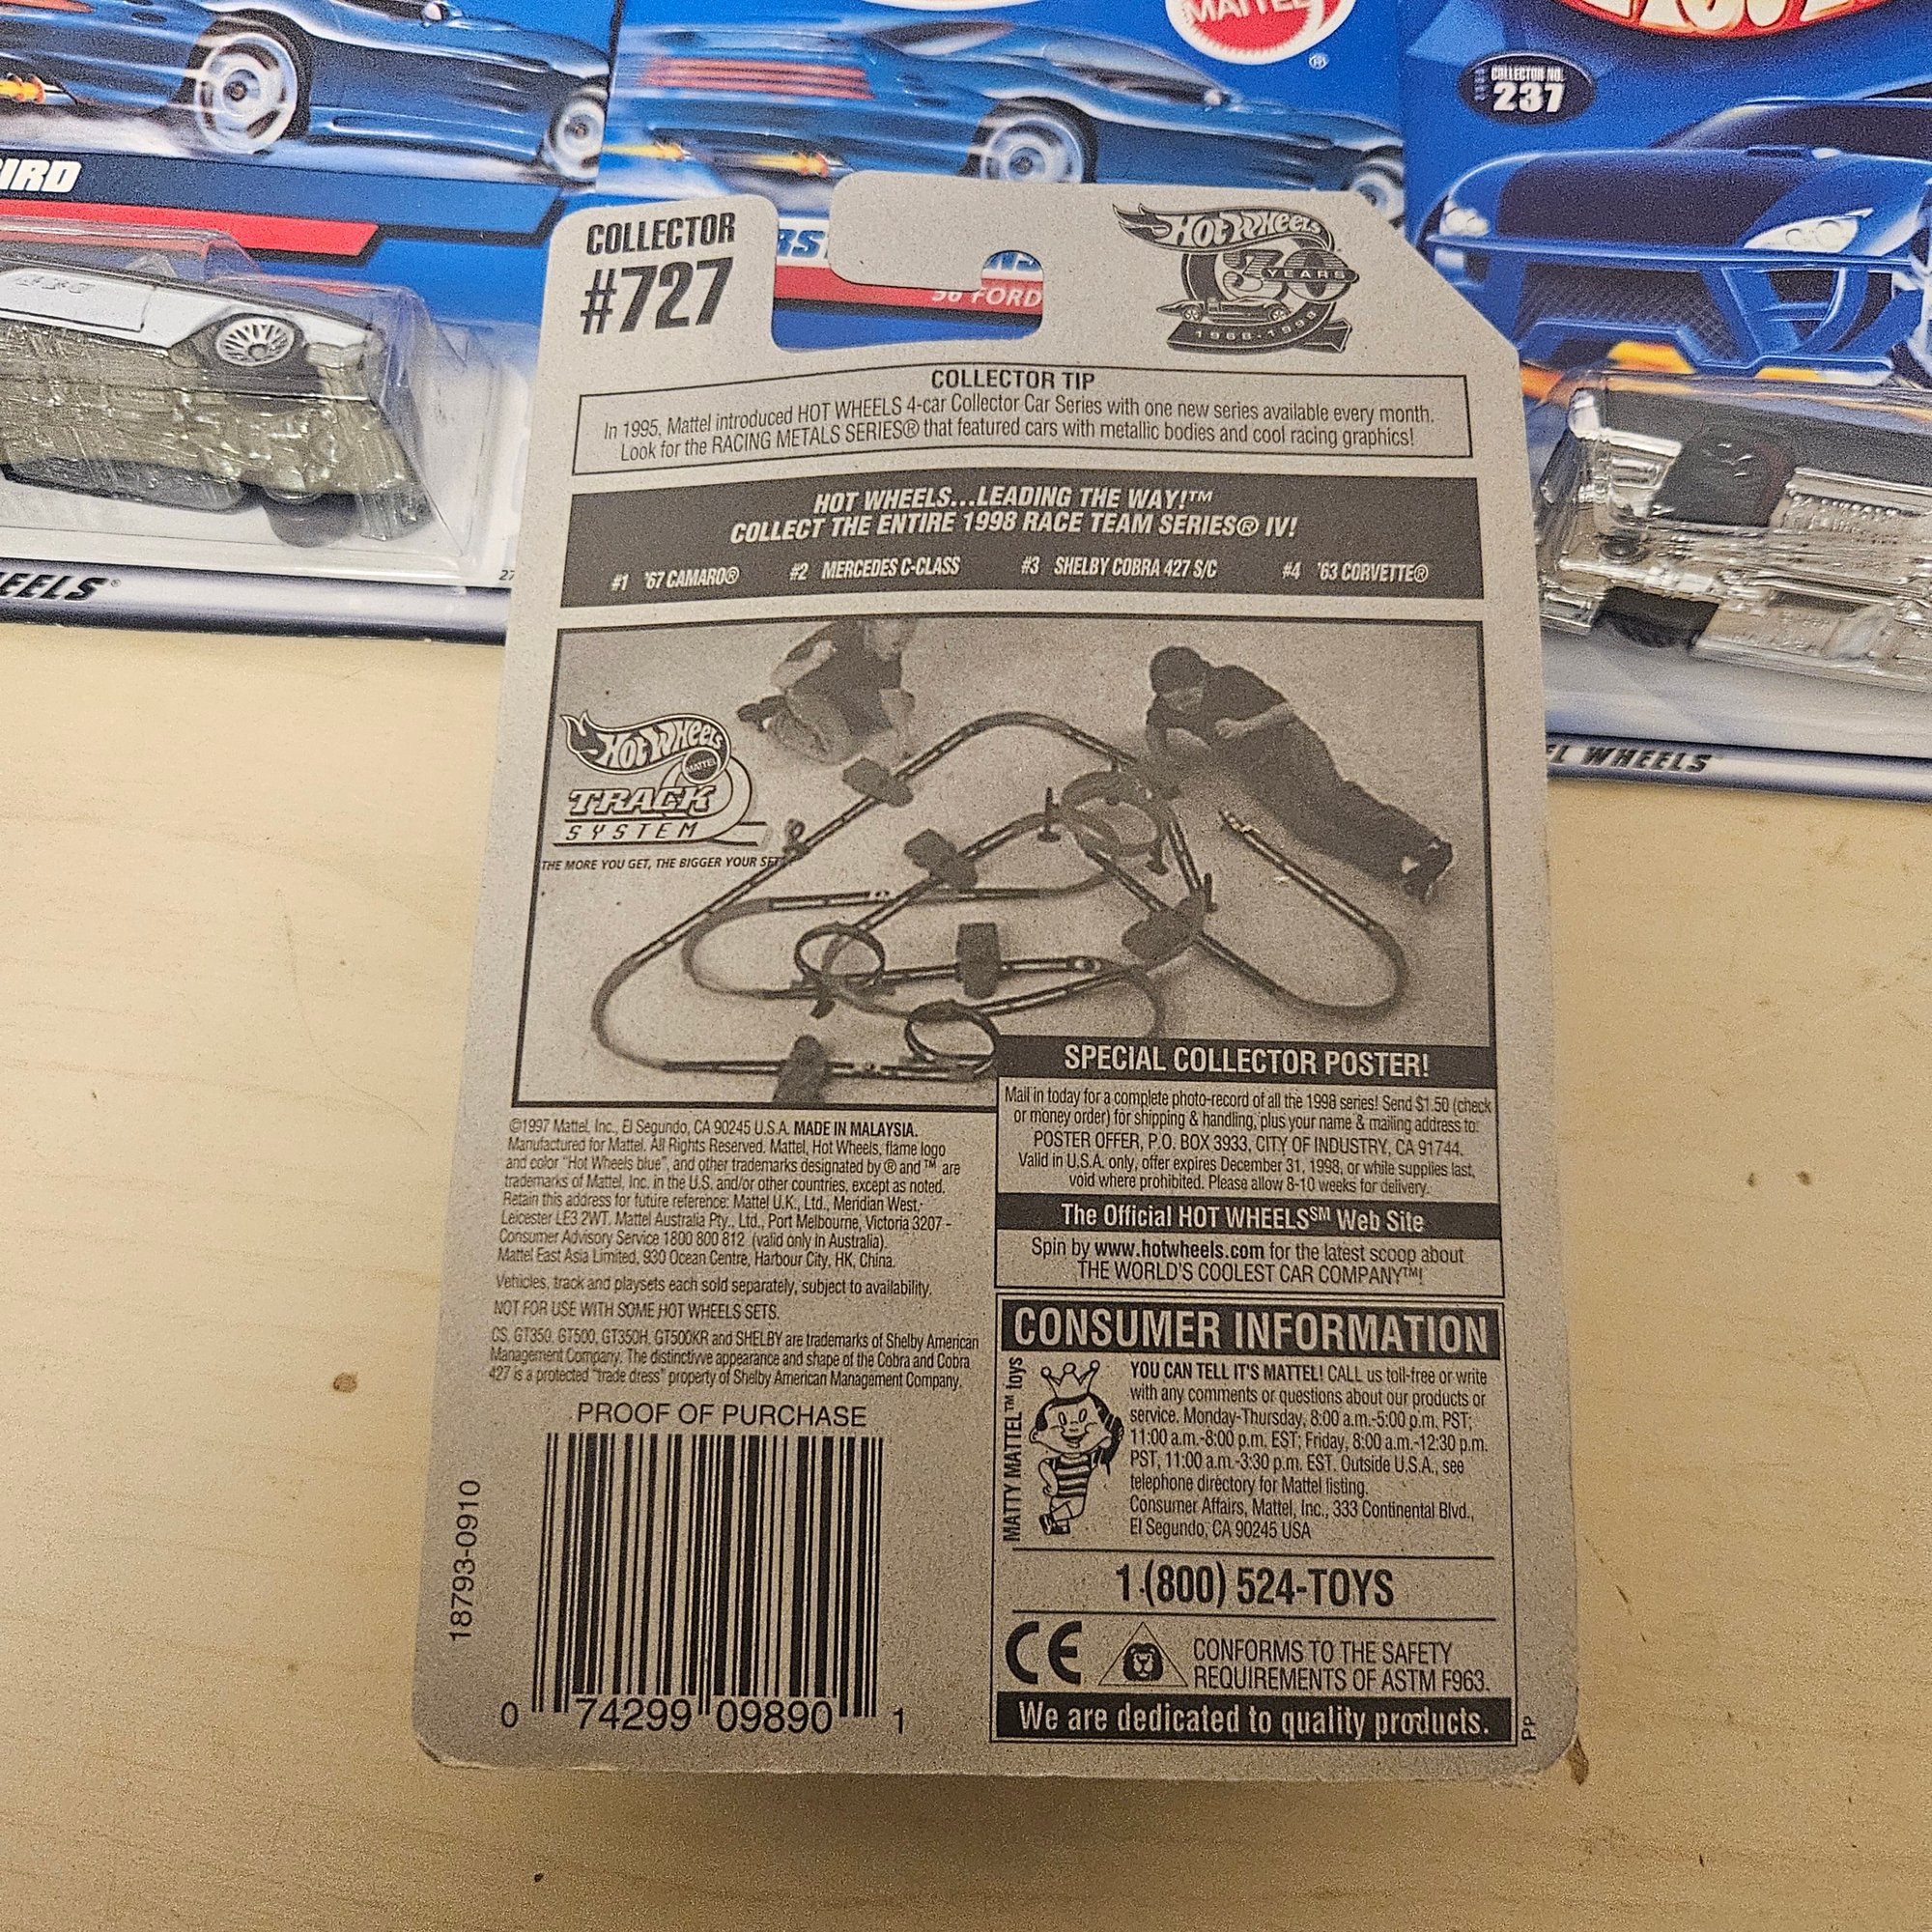 MATTEL
®
COLLECTOR NO.
237
IRD
EELS®
56 FORD
L WHEELS
COLLECTOR
#727
HOT WHEELS
30 YEARS
1968-1998
COLLECTOR TIP
In 1995, Mattel introduced HOT WHEELS 4-car Collector Car Series with one new series available every month.
Look for the RACING METALS SERIES® that featured cars with metallic bodies and cool racing graphics!
HOT WHEELS...LEADING THE WAY!™
COLLECT THE ENTIRE 1998 RACE TEAM SERIES® IV!
#1 '67 CAMARO® #2 MERCEDES C-CLASS #3 SHELBY COBRA 427 S/C #4 '63 CORVETTE®
HOT WHEELS
MATTEL
TRACK
SYSTEM
THE MORE YOU GET, THE BIGGER YOUR SET
©1997 Mattel, Inc., El Segundo, CA 90245 U.S.A. MADE IN MALAYSIA.
Manufactured for Mattel. All Rights Reserved. Mattel, Hot Wheels, flame logo
and color "Hot Wheels blue", and other trademarks designated by ® and ™ are
trademarks of Mattel, Inc. in the U.S. and/or other countries, except as noted.
Retain this address for future reference: Mattel U.K., Ltd., Meridian West,
Leicester LE3 2WT. Mattel Australia Pty., Ltd., Port Melbourne, Victoria 3207 -
Consumer Advisory Service 1800 800 812 (valid only in Australia).
Mattel East Asia Limited, 930 Ocean Centre, Harbour City, HK, China.
Vehicles, track and playsets each sold separately, subject to availability.
NOT FOR USE WITH SOME HOT WHEELS SETS.
CS, GT350, GT500, GT350H, GT500KR and SHELBY are trademarks of Shelby American
Management Company. The distinctivve appearance and shape of the Cobra and Cobra
427 is a protected "trade dress" property of Shelby American Management Company.
PROOF OF PURCHASE
18793-0910
0 74299 09890 1
SPECIAL COLLECTOR POSTER!
Mail in today for a complete photo-record of all the 1998 series! Send $1.50 (check
or money order) for shipping & handling, plus your name & mailing address to:
POSTER OFFER, P.O. BOX 3933, CITY OF INDUSTRY, CA 91744.
Valid in U.S.A. only, offer expires December 31, 1998, or while supplies last,
void where prohibited. Please allow 8-10 weeks for delivery.
The Official HOT WHEELS℠ Web Site
Spin by www.hotwheels.com for the latest scoop about
THE WORLD'S COOLEST CAR COMPANY™!
CONSUMER INFORMATION
MATTY MATTEL™ toys
YOU CAN TELL IT'S MATTEL! CALL us toll-free or write
with any comments or questions about our products or
service. Monday-Thursday, 8:00 a.m.-5:00 p.m. PST;
11:00 a.m.-8:00 p.m. EST; Friday, 8:00 a.m.-12:30 p.m.
PST, 11:00 a.m.-3:30 p.m. EST. Outside U.S.A., see
telephone directory for Mattel listing.
Consumer Affairs, Mattel, Inc., 333 Continental Blvd.,
El Segundo, CA 90245 USA
1-(800) 524-TOYS
CE
CONFORMS TO THE SAFETY
REQUIREMENTS OF ASTM F963.
We are dedicated to quality products.
PP